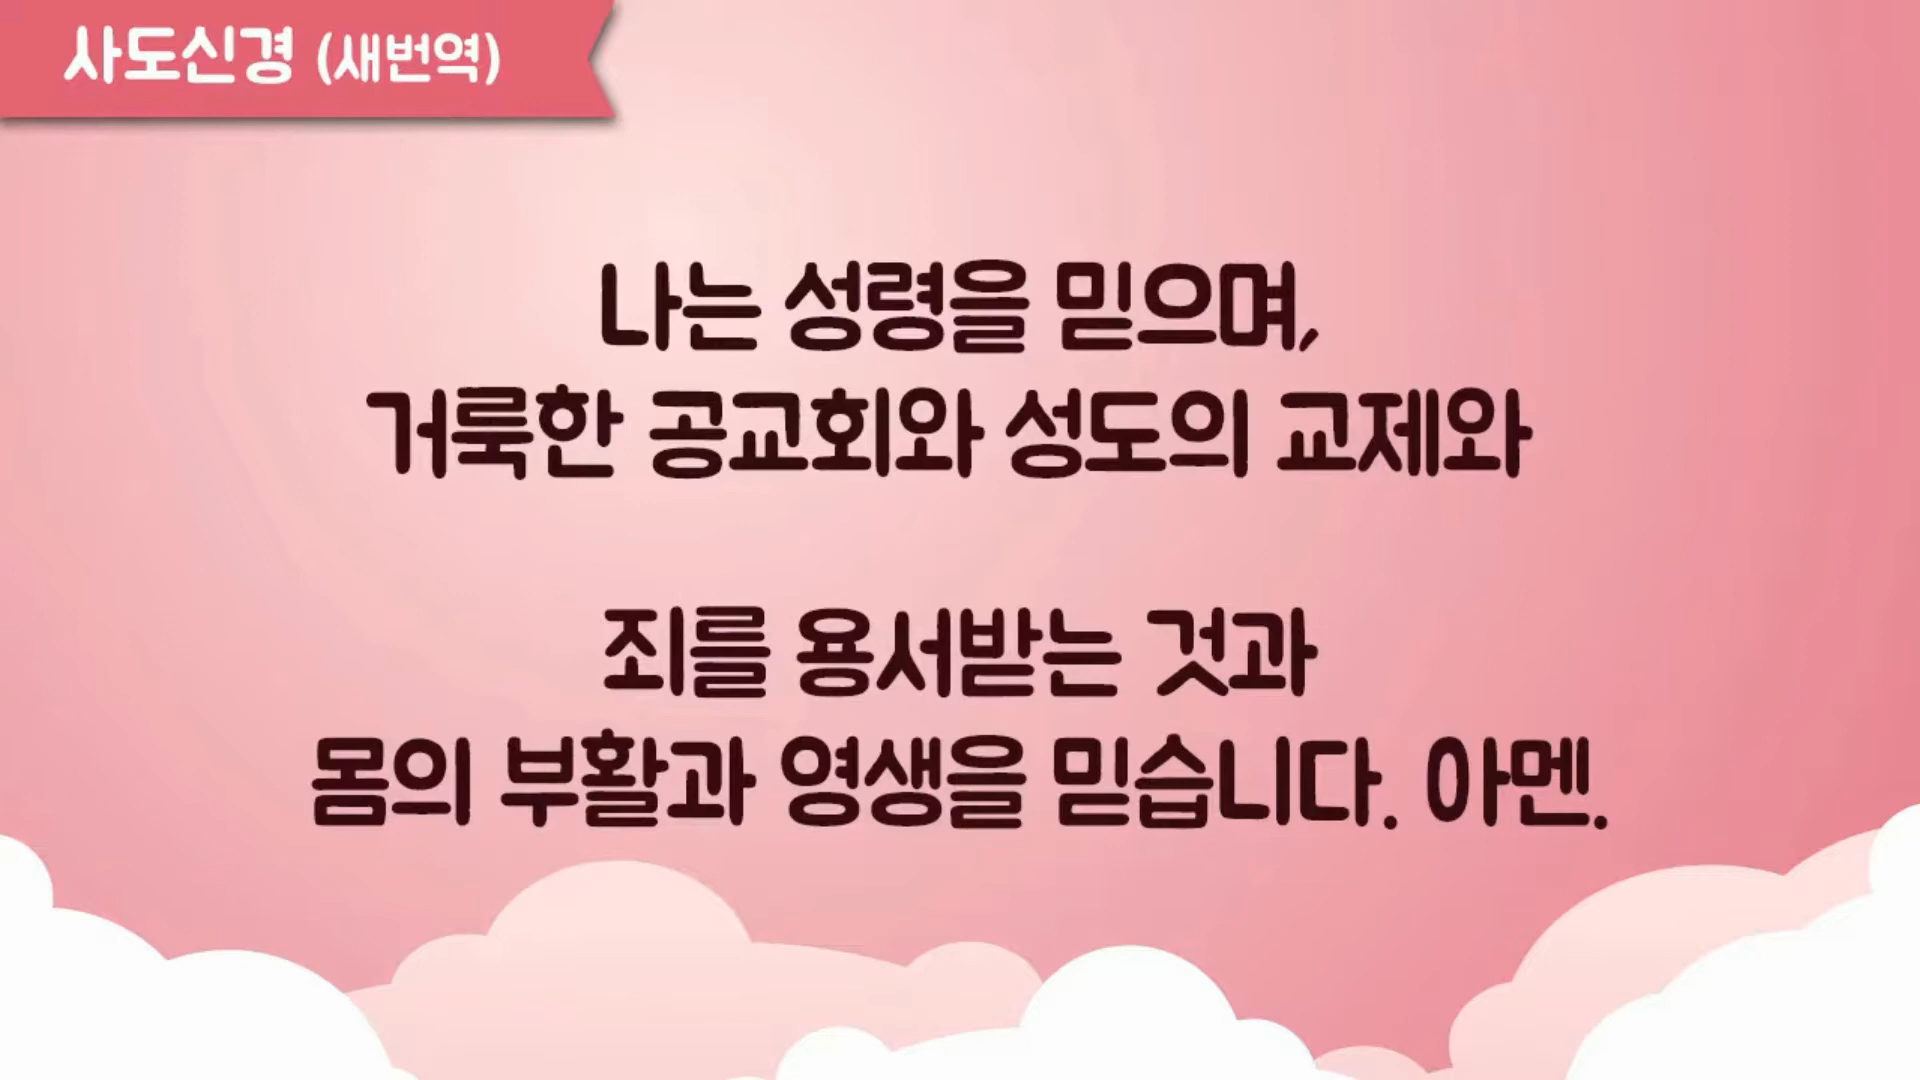 사도신경 (새번역)
나는 성령을 믿으며,
거룩한 공교회와 성도의 교제와
죄를 용서받는 것과
몸의 부활과 영생을 믿습니다. 아멘.